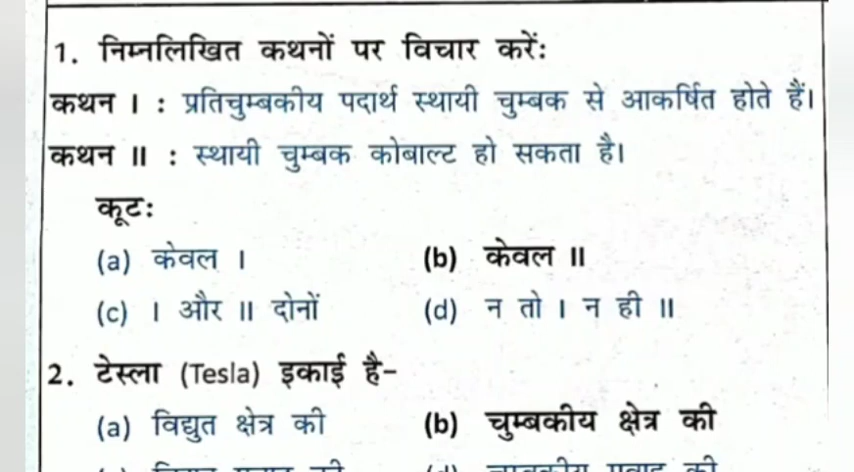 1. निम्नलिखित कथनों पर विचार करें:
कथन I : प्रतिचुम्बकीय पदार्थ स्थायी चुम्बक से आकर्षित होते हैं।
कथन II : स्थायी चुम्बक कोबाल्ट हो सकता है।
कूट:
(a) केवल I (b) केवल II
(c) I और II दोनों (d) न तो I न ही II
2. टेस्ला (Tesla) इकाई है-
(a) विद्युत क्षेत्र की (b) चुम्बकीय क्षेत्र की